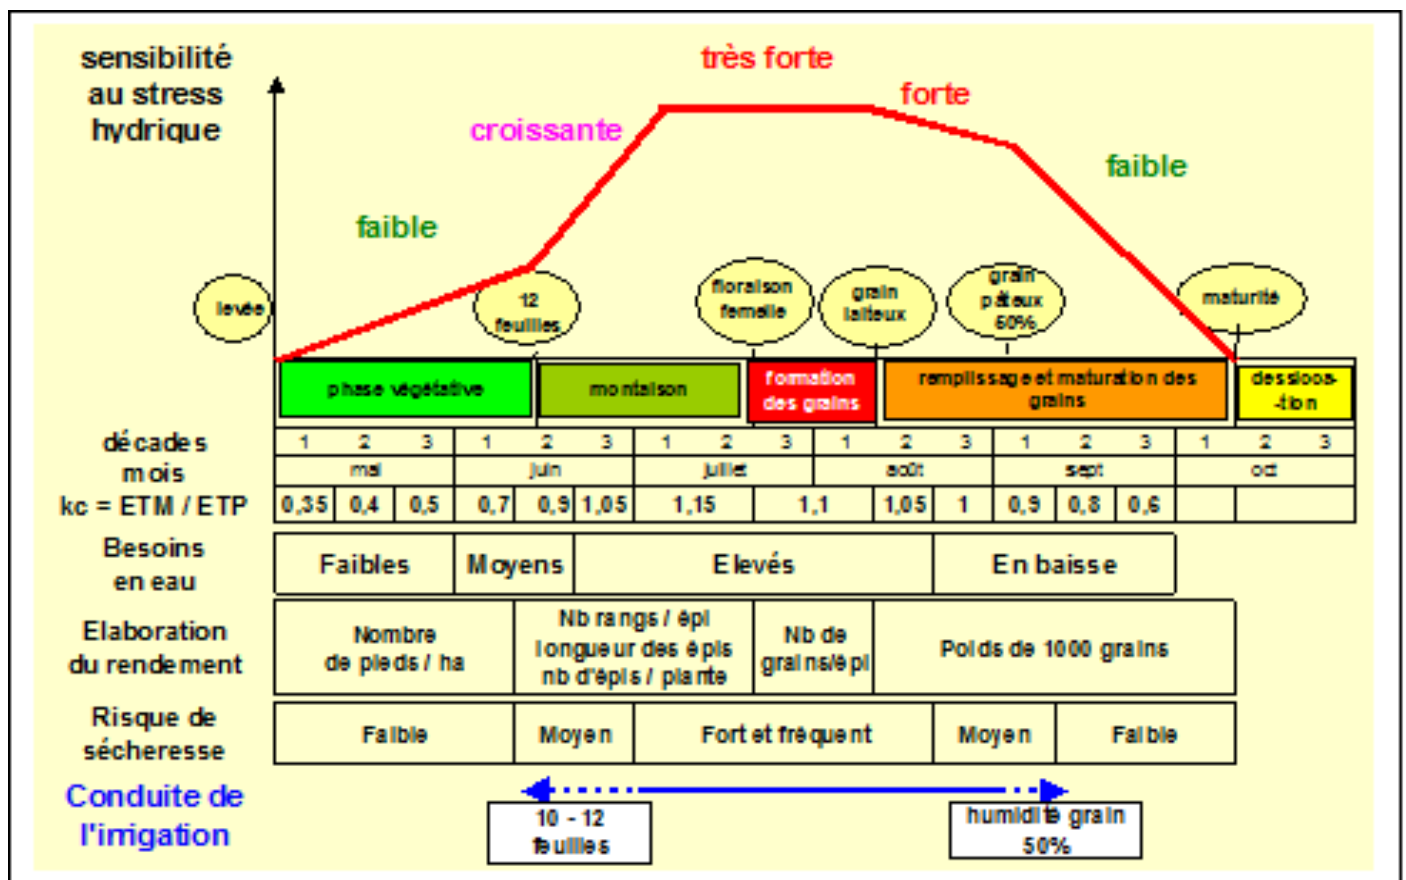 sensibilité
au stress
hydrique
très forte
forte
croissante
faible
faible
levée
12
feuilles
floraison
femelle
grain
laiteux
grain
pâteux
50%
maturité
phase végétative
montaison
formation
des grains
remplissage et maturation des
grains
dessicca-
-tion
décades
1 2 3 1 2 3 1 2 3 1 2 3 1 2 3 1 2 3
mois
mai juin juillet août sept oct
kc = ETM / ETP
0,35 0,4 0,5 0,7 0,9 1,05 1,15 1,1 1,05 1 0,9 0,8 0,6
Besoins
en eau
Faibles Moyens Elevés En baisse
Elaboration
du rendement
Nombre
de pieds / ha
Nb rangs / épi
longueur des épis
nb d'épis / plante
Nb de
grains/épi
Poids de 1000 grains
Risque de
sécheresse
Faible Moyen Fort et fréquent Moyen Faible
Conduite de
l'irrigation
10 - 12
feuilles
humidité grain
50%